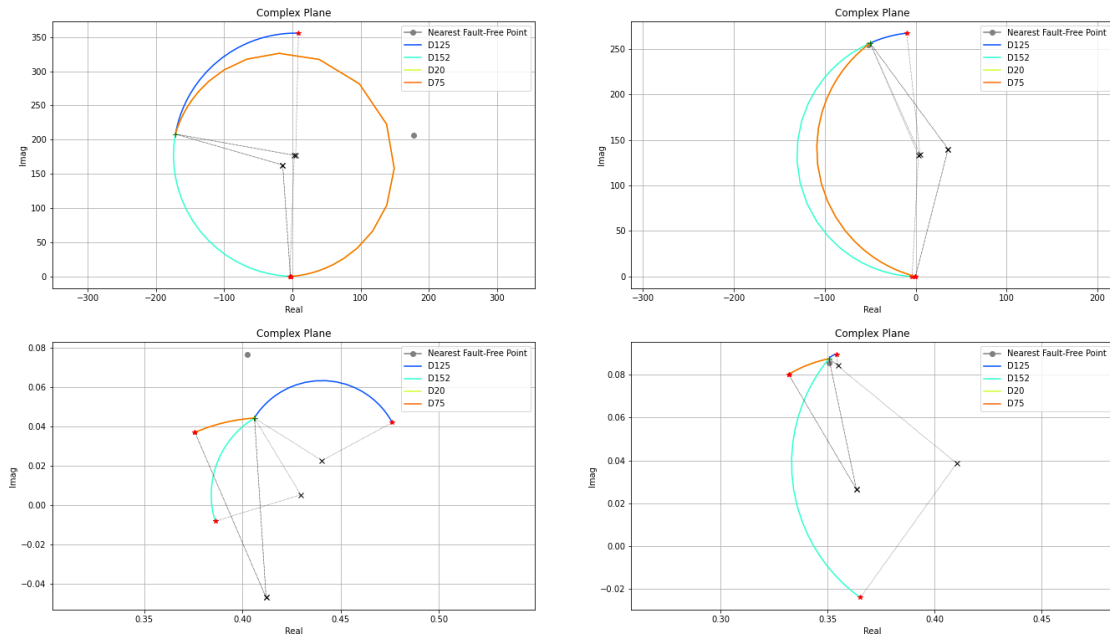 Complex Plane
Imag
350
300
250
200
150
100
50
0
−300
−200
−100
0
100
200
300
Real
Nearest Fault-Free Point
D125
D152
D20
D75
Complex Plane
Imag
250
200
150
100
50
0
−300
−200
−100
0
100
200
Real
Nearest Fault-Free Point
D125
D152
D20
D75
Complex Plane
Imag
0.08
0.06
0.04
0.02
0.00
−0.02
−0.04
0.35
0.40
0.45
0.50
Real
Nearest Fault-Free Point
D125
D152
D20
D75
Complex Plane
Imag
0.08
0.06
0.04
0.02
0.00
−0.02
0.30
0.35
0.40
0.45
Real
Nearest Fault-Free Point
D125
D152
D20
D75